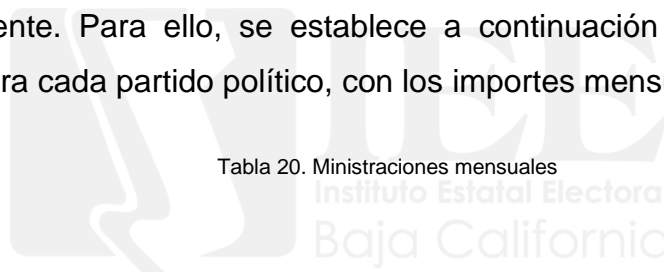 ente. Para ello, se establece a continuación
ra cada partido político, con los importes mens
Tabla 20. Ministraciones mensuales
IEE
Instituto Estatal Electora
Baja California